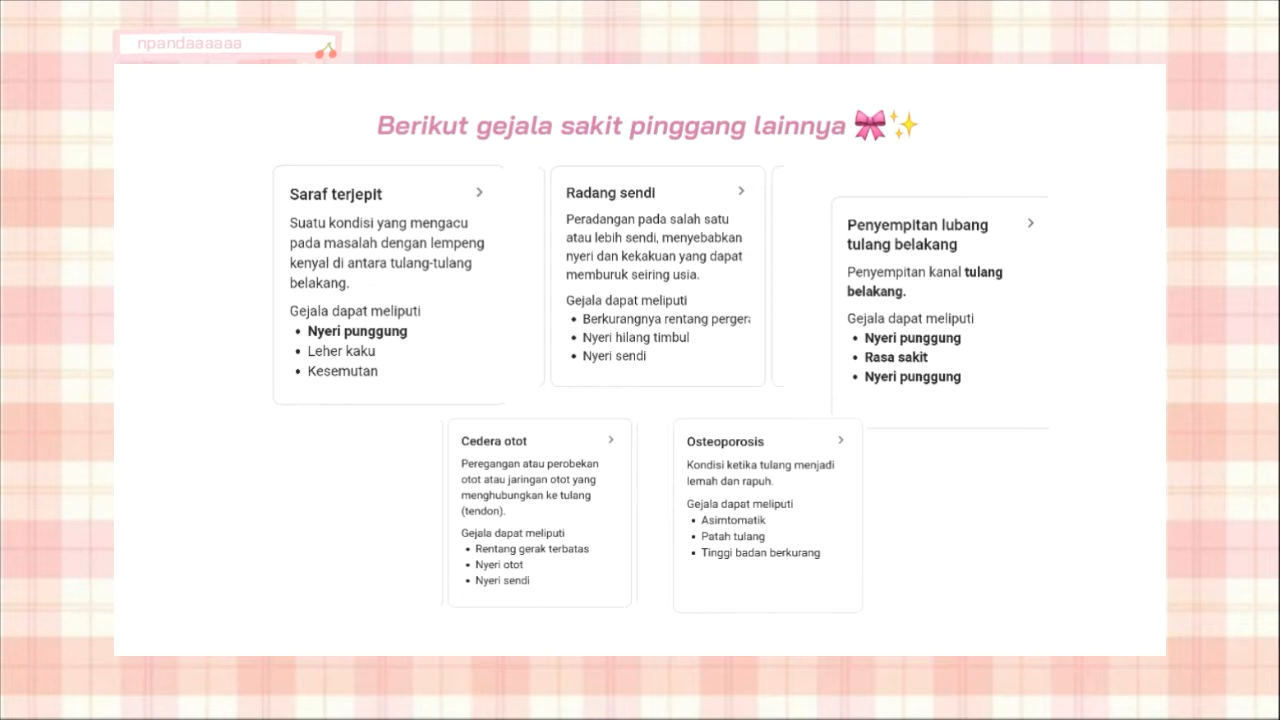 npandaaaaaa
Berikut gejala sakit pinggang lainnya
Saraf terjepit
Suatu kondisi yang mengacu
pada masalah dengan lempeng
kenyal di antara tulang-tulang
belakang.
Gejala dapat meliputi
• Nyeri punggung
• Leher kaku
• Kesemutan
Radang sendi
Peradangan pada salah satu
atau lebih sendi, menyebabkan
nyeri dan kekakuan yang dapat
memburuk seiring usia.
Gejala dapat meliputi
• Berkurangnya rentang
• Nyeri hilang timbul
• Nyeri sendi
Penyempitan lubang
tulang belakang
Penyempitan kanal tulang
belakang.
Gejala dapat meliputi
• Nyeri punggung
• Rasa sakit
• Nyeri punggung
Cedera otot
Peregangan atau perobekan
otot atau jaringan otot yang
menghubungkan ke tulang
(tendon).
Gejala dapat meliputi
• Rentang gerak terbatas
• Nyeri otot
• Nyeri sendi
Osteoporosis
Kondisi ketika tulang menjadi
lemah dan rapuh.
Gejala dapat meliputi
• Asimtomatik
• Patah tulang
• Tinggi badan berkurang